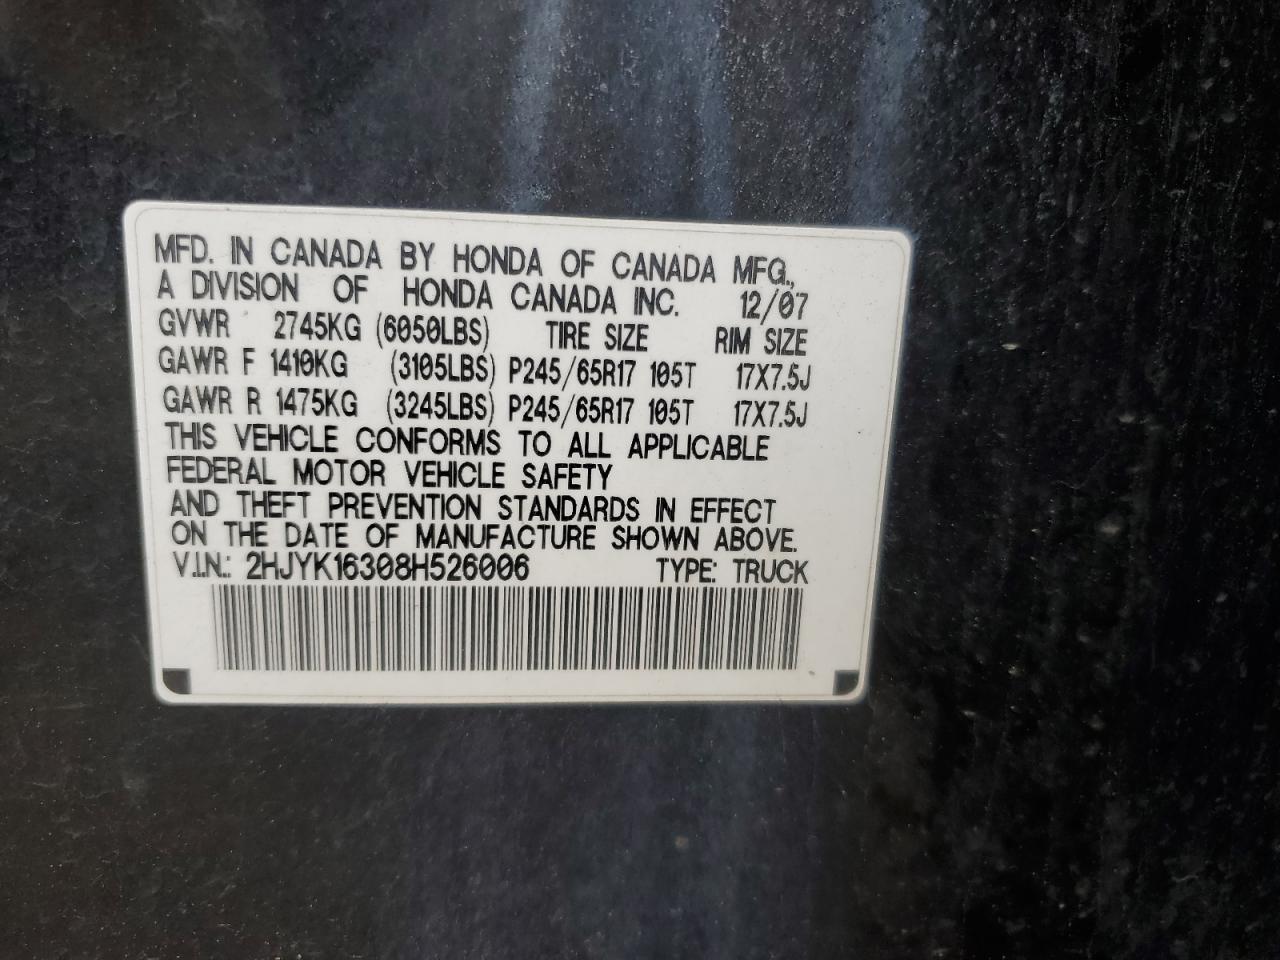 MFD. IN CANADA BY HONDA OF CANADA MFG.,
A DIVISION OF HONDA CANADA INC. 12/07
GVWR 2745KG (6050LBS) TIRE SIZE RIM SIZE
GAWR F 1410KG (3105LBS) P245/65R17 105T 17X7.5J
GAWR R 1475KG (3245LBS) P245/65R17 105T 17X7.5J
THIS VEHICLE CONFORMS TO ALL APPLICABLE
FEDERAL MOTOR VEHICLE SAFETY
AND THEFT PREVENTION STANDARDS IN EFFECT
ON THE DATE OF MANUFACTURE SHOWN ABOVE.
V.I.N.: 2HJYK16308H526006 TYPE: TRUCK